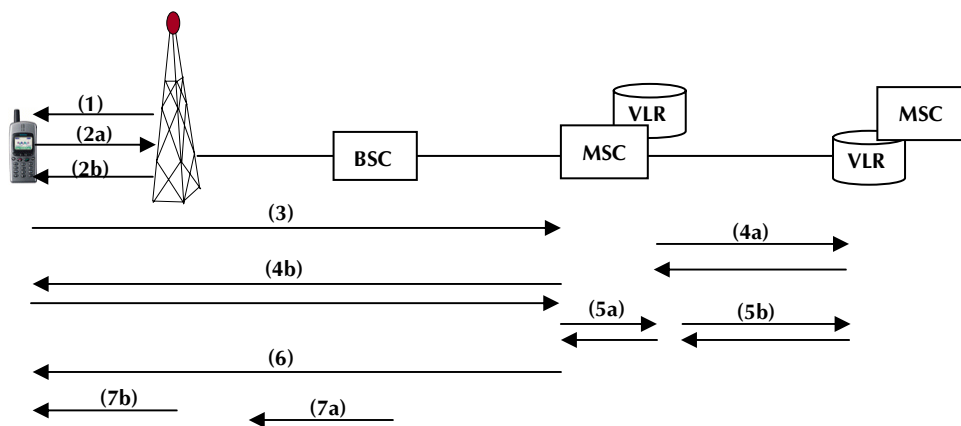 (1)
(2a)
(2b)
BSC
VLR
MSC
MSC
VLR
(3)
(4a)
(4b)
(5a)
(5b)
(6)
(7b)
(7a)